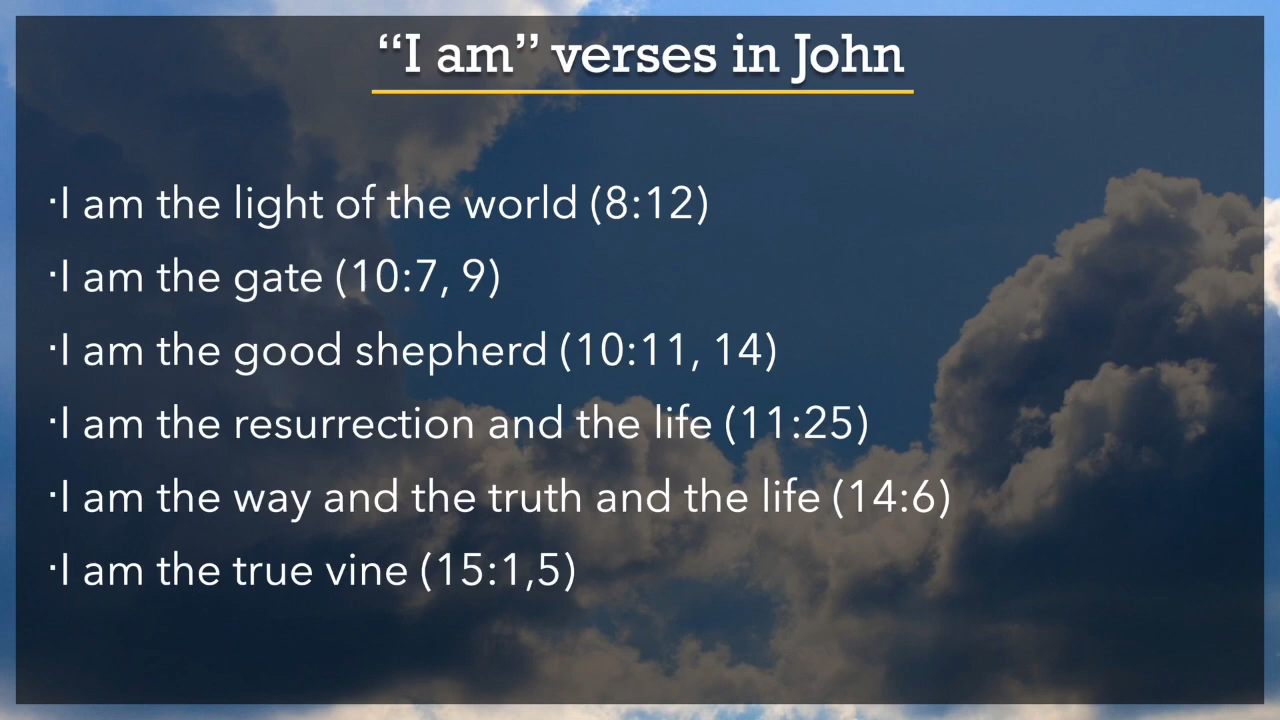 “I am” verses in John
·I am the light of the world (8:12)
·I am the gate (10:7, 9)
·I am the good shepherd (10:11, 14)
·I am the resurrection and the life (11:25)
·I am the way and the truth and the life (14:6)
·I am the true vine (15:1,5)